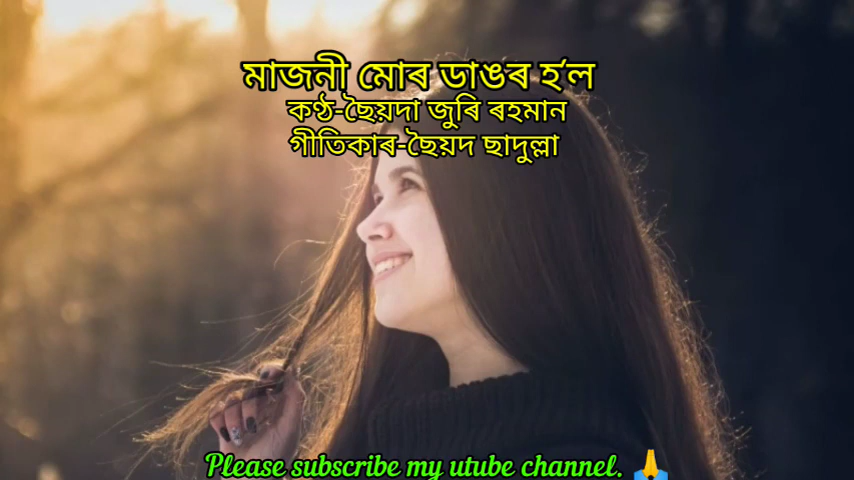 মাজনী মোৰ ডাঙৰ হ'ল
কণ্ঠ-ছৈয়দা জুৰি ৰহমান
গীতিকাৰ-ছৈয়দ ছাদুল্লা
Please subscribe my utube channel. 🙏